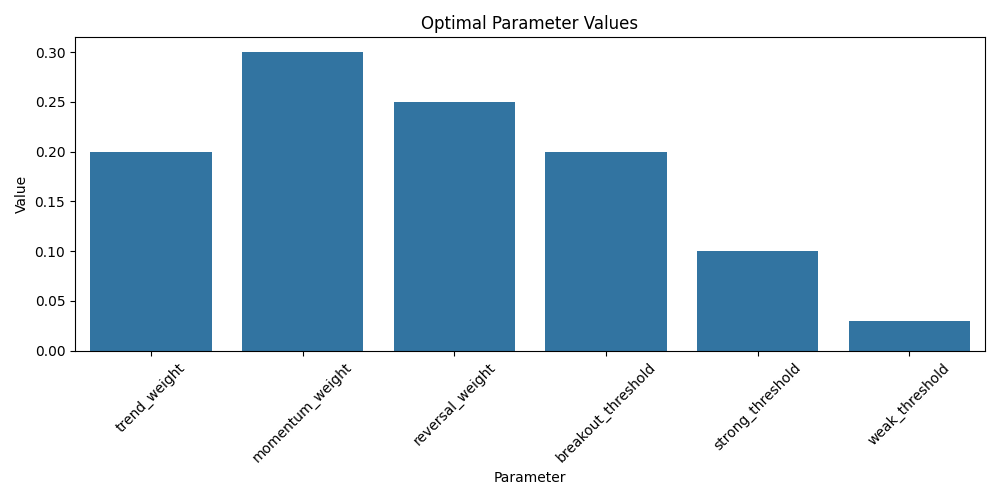 Optimal Parameter Values
Value
0.30
0.25
0.20
0.15
0.10
0.05
0.00
trend_weight
momentum_weight
reversal_weight
breakout_threshold
strong_threshold
weak_threshold
Parameter